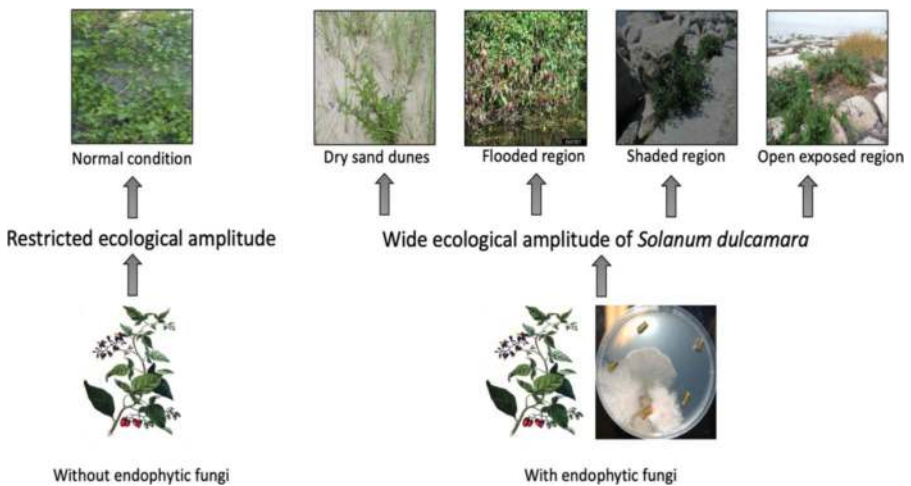 Normal condition
Dry sand dunes
Flooded region
Shaded region
Open exposed region
Restricted ecological amplitude
Wide ecological amplitude of Solanum dulcamara
Without endophytic fungi
With endophytic fungi